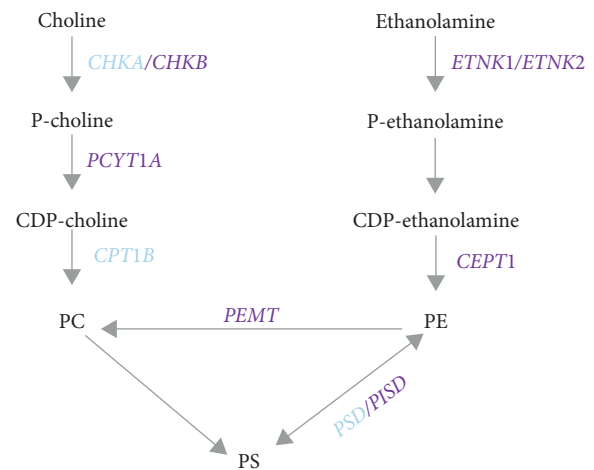 Choline
Ethanolamine
CHKA/CHKB
ETNK1/ETNK2
P-choline
P-ethanolamine
PCYT1A
CDP-choline
CDP-ethanolamine
CPT1B
CEPT1
PEMT
PC
PE
PSD/PISD
PS